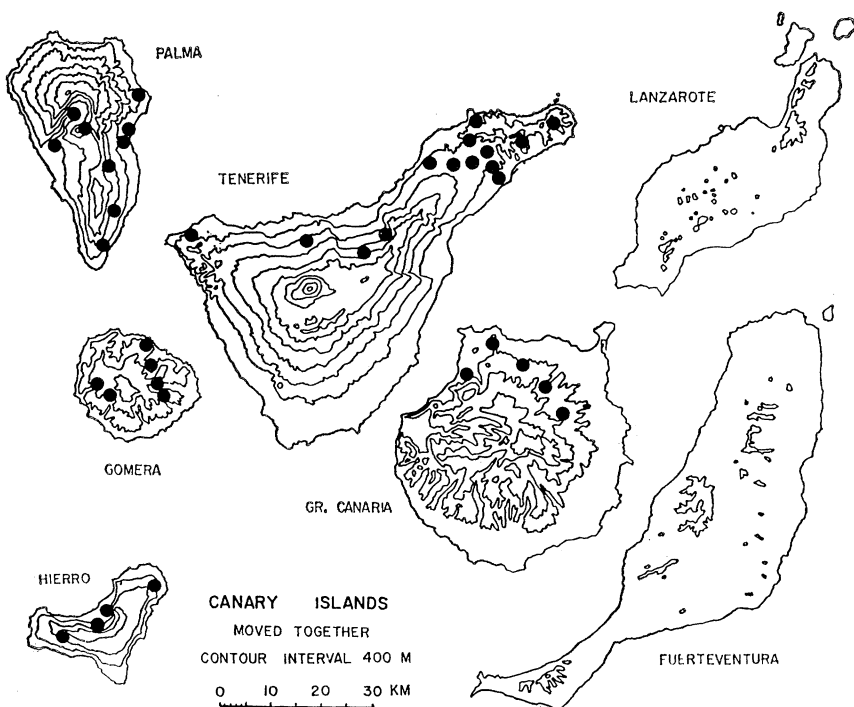 PALMA
LANZAROTE
TENERIFE
GOMERA
GR. CANARIA
HIERRO
CANARY ISLANDS
MOVED TOGETHER
CONTOUR INTERVAL 400 M
FUERTEVENTURA
0 10 20 30 KM